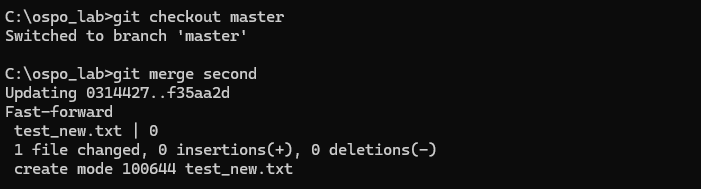 C:\ospo_lab>git checkout master
Switched to branch 'master'
C:\ospo_lab>git merge second
Updating 0314427..f35aa2d
Fast-forward
 test_new.txt | 0
 1 file changed, 0 insertions(+), 0 deletions(-)
 create mode 100644 test_new.txt